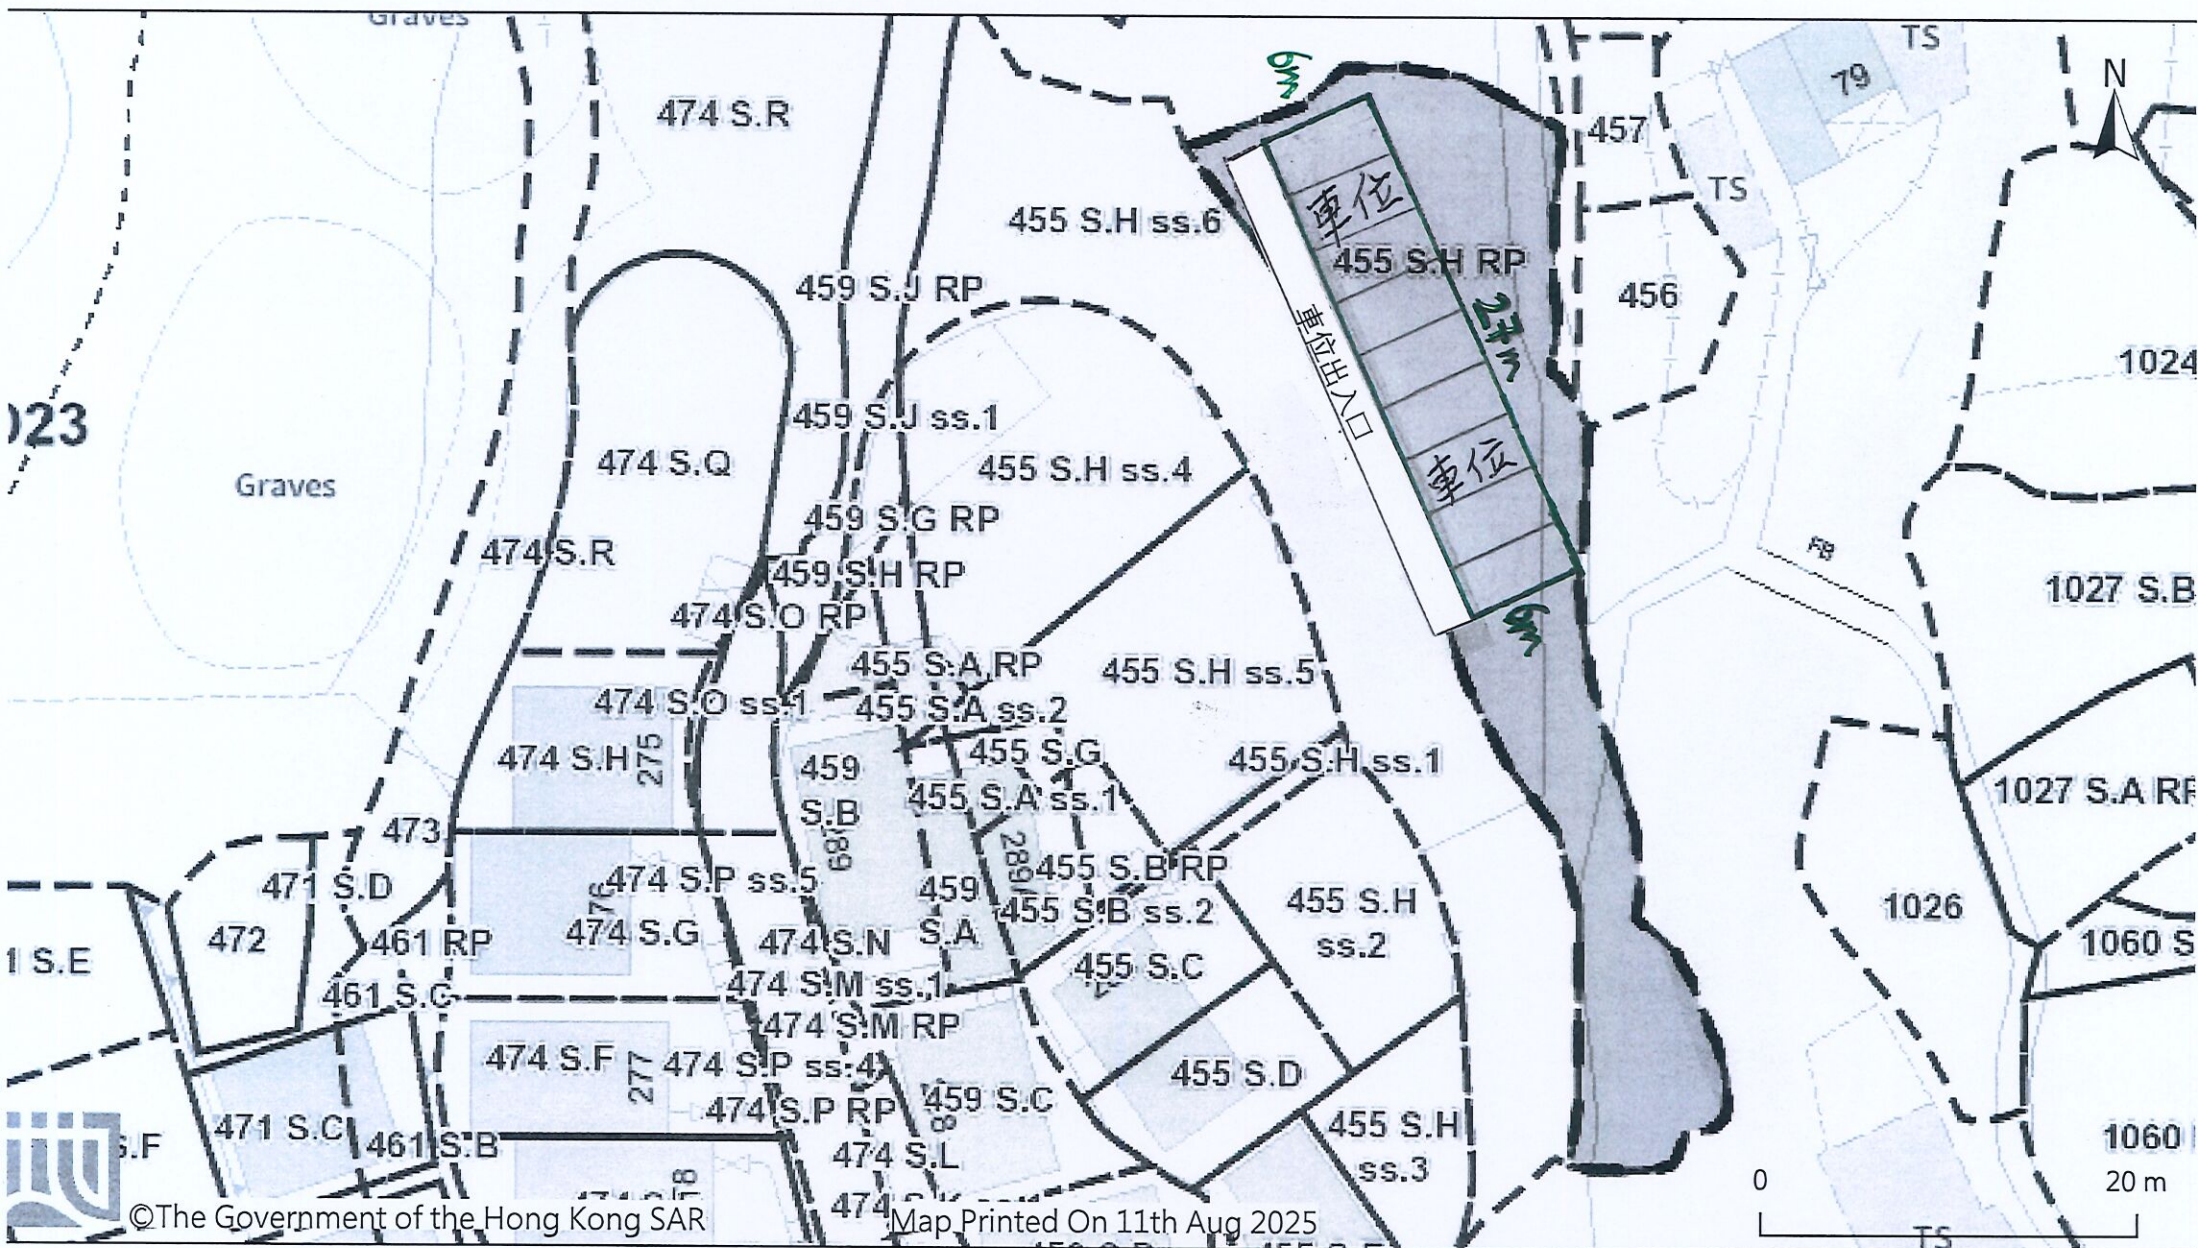 Graves
TS
79
N
6m
474 S.R
457
TS
車位
455 S.H ss.6
455 S.H RP
459 S.J RP
456
27m
車位出入口
1024
023
459 S.J ss.1
474 S.Q
455 S.H ss.4
車位
Graves
459 S.G RP
474 S.R
FB
459 S.H RP
1027 S.B
474 S.O RP
6m
455 S.A RP
455 S.H ss.5
474 S.O ss.1
455 S.A ss.2
474 S.H
275
455 S.G
455 S.H ss.1
459
S.B
455 S.A ss.1
1027 S.A RP
473
289
455 S.B RP
471 S.D
474 S.P ss.5
459
S.A
455 S.H
ss.2
1026
472
461 RP
474 S.G
474 S.N
455 S.B ss.2
1060 S
1 S.E
455 S.C
461 S.C
474 S.M ss.1
474 S.M RP
474 S.F
277
474 S.P ss.4
455 S.D
459 S.C
474 S.P RP
471 S.C
461 S.B
455 S.H
ss.3
1060
S.F
474 S.L
0
20 m
474
©The Government of the Hong Kong SAR
Map Printed On 11th Aug 2025
TS